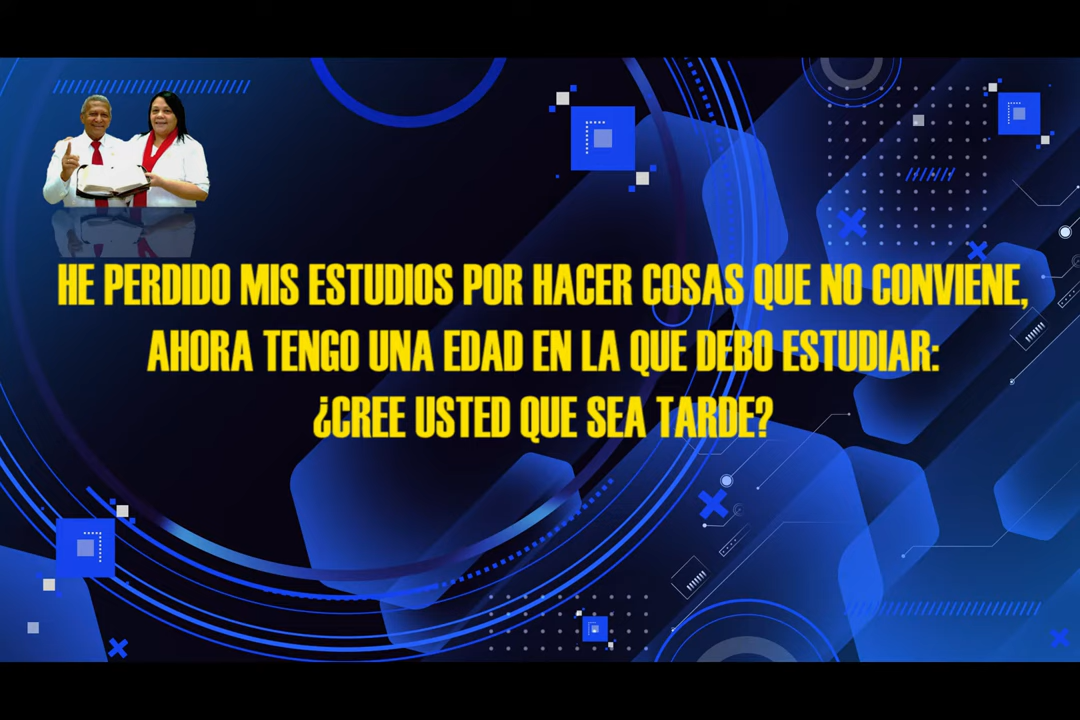 HE PERDIDO MIS ESTUDIOS POR HACER COSAS QUE NO CONVIENE,
AHORA TENGO UNA EDAD EN LA QUE DEBO ESTUDIAR:
¿CREE USTED QUE SEA TARDE?